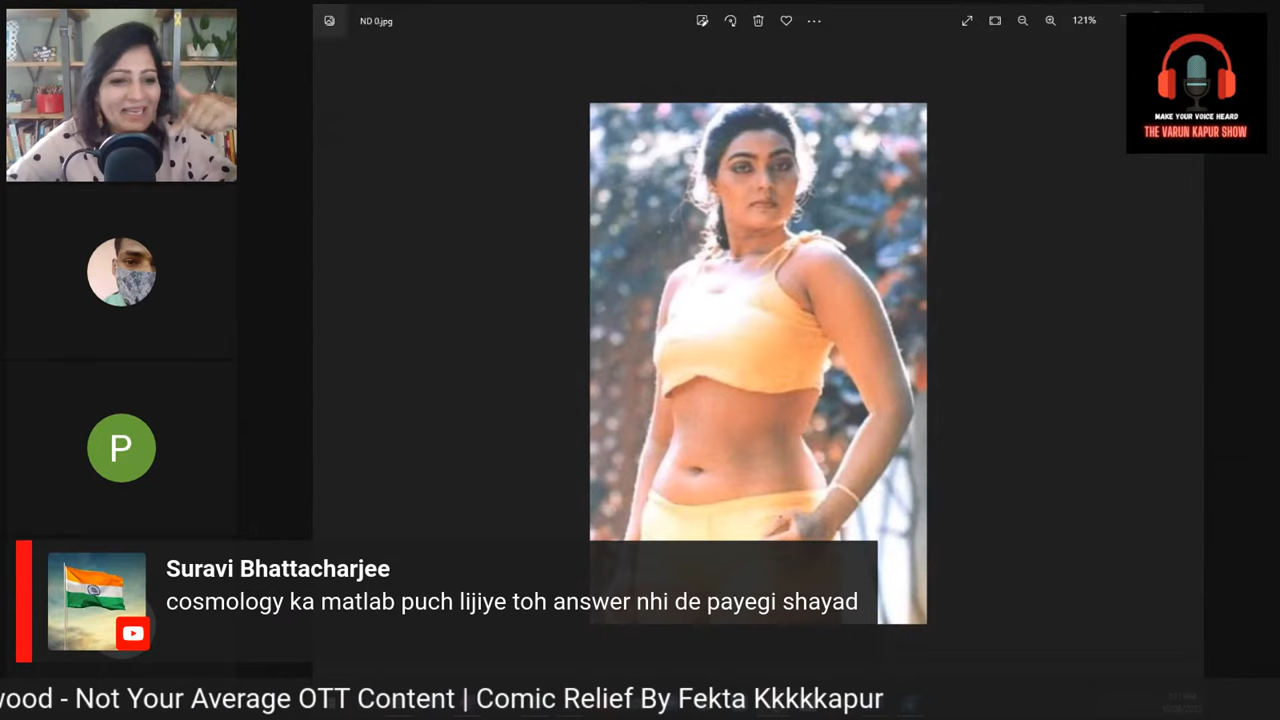 ND 0.jpg
121%
MAKE YOUR VOICE HEARD
THE VARUN KAPUR SHOW
P
Suravi Bhattacharjee
cosmology ka matlab puch lijiye toh answer nhi de payegi shayad
wood - Not Your Average OTT Content | Comic Relief By Fekta Kkkkkapur